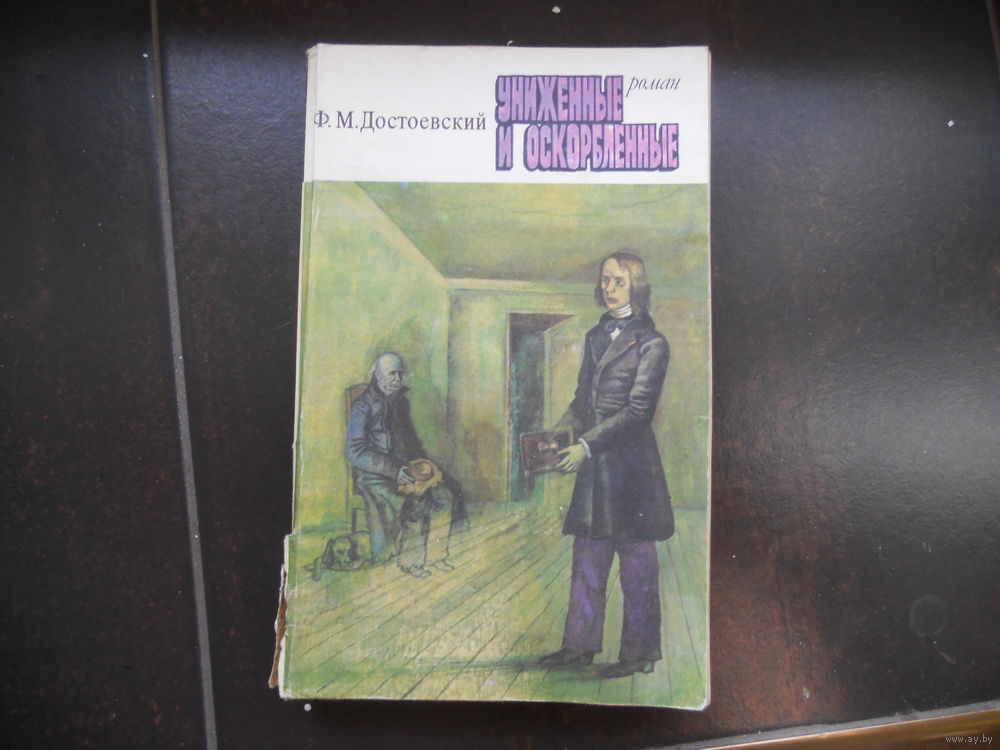 Ф. М. Достоевский
УНИЖЕННЫЕ
И ОСКОРБЛЕННЫЕ
роман
www.ay.by